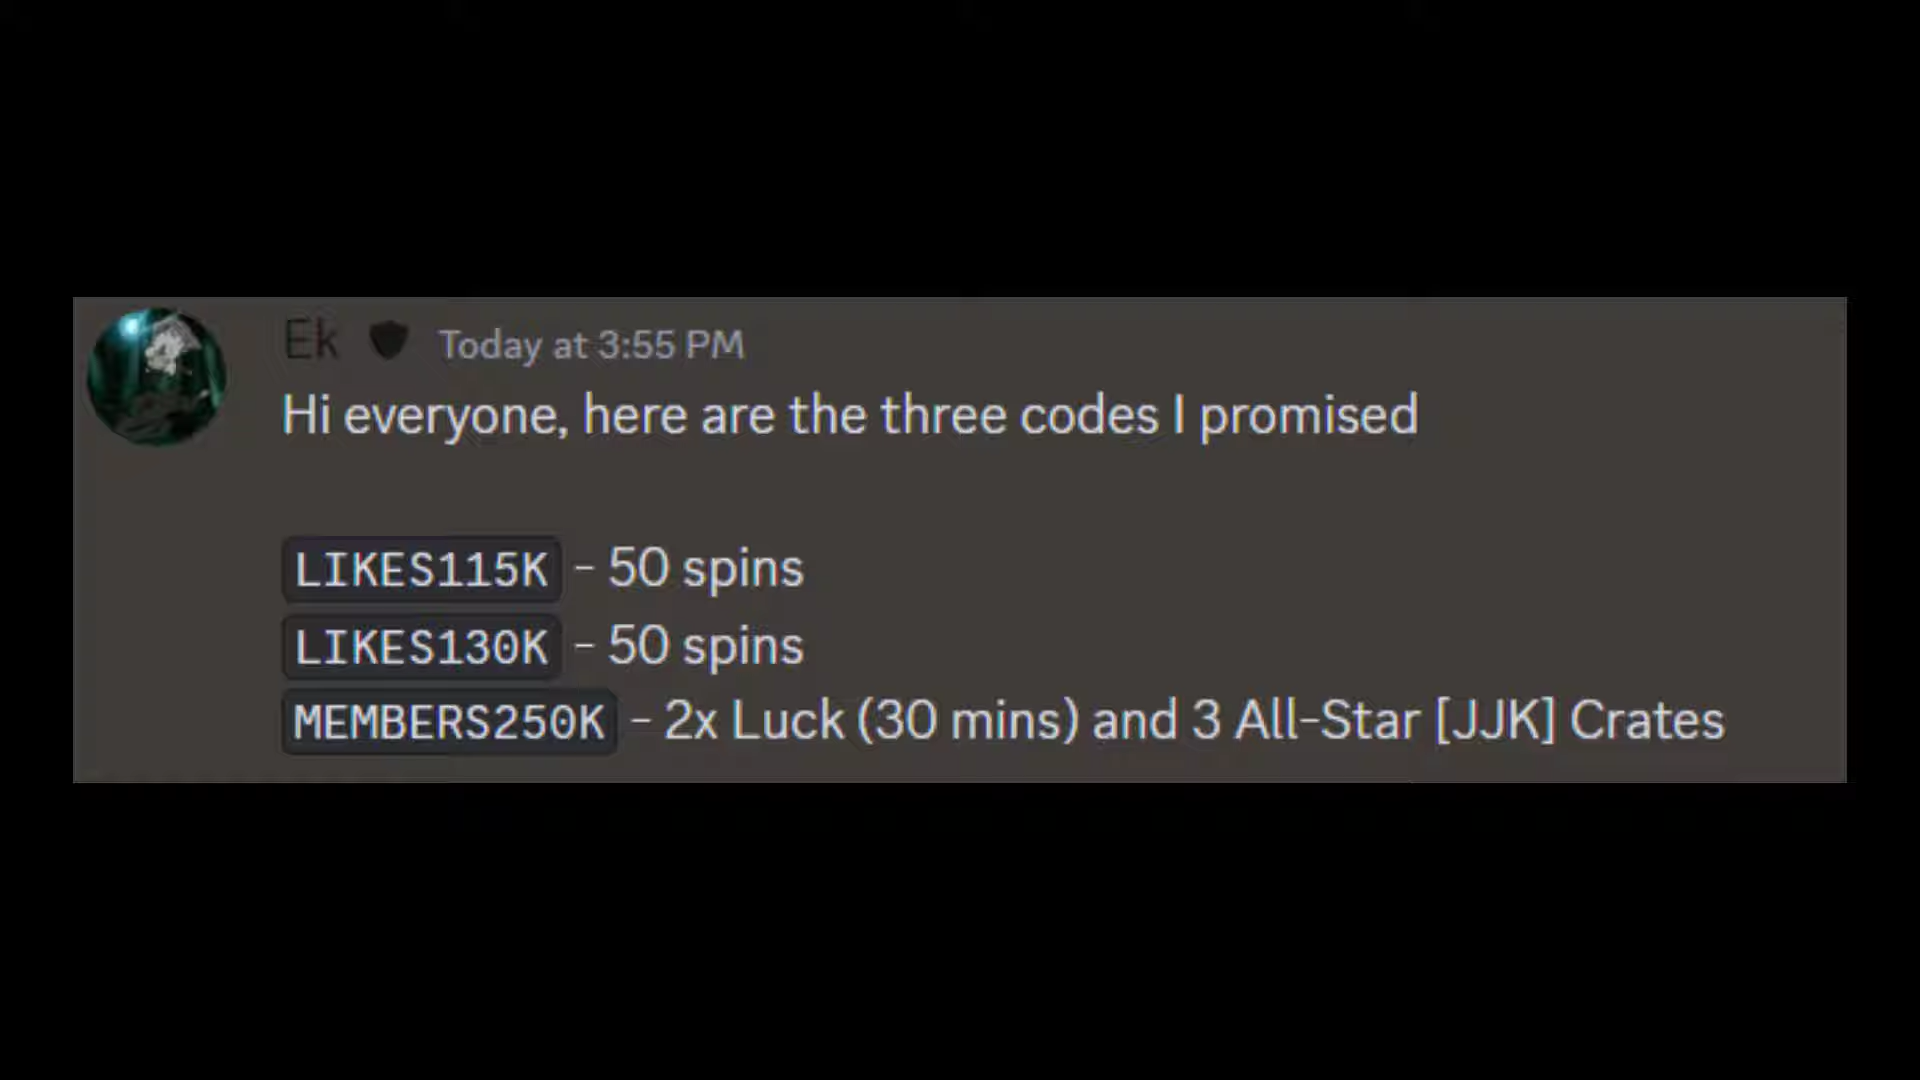 Ek Today at 3:55 PM
Hi everyone, here are the three codes I promised
LIKES115K - 50 spins
LIKES130K - 50 spins
MEMBERS250K - 2x Luck (30 mins) and 3 All-Star [JJK] Crates